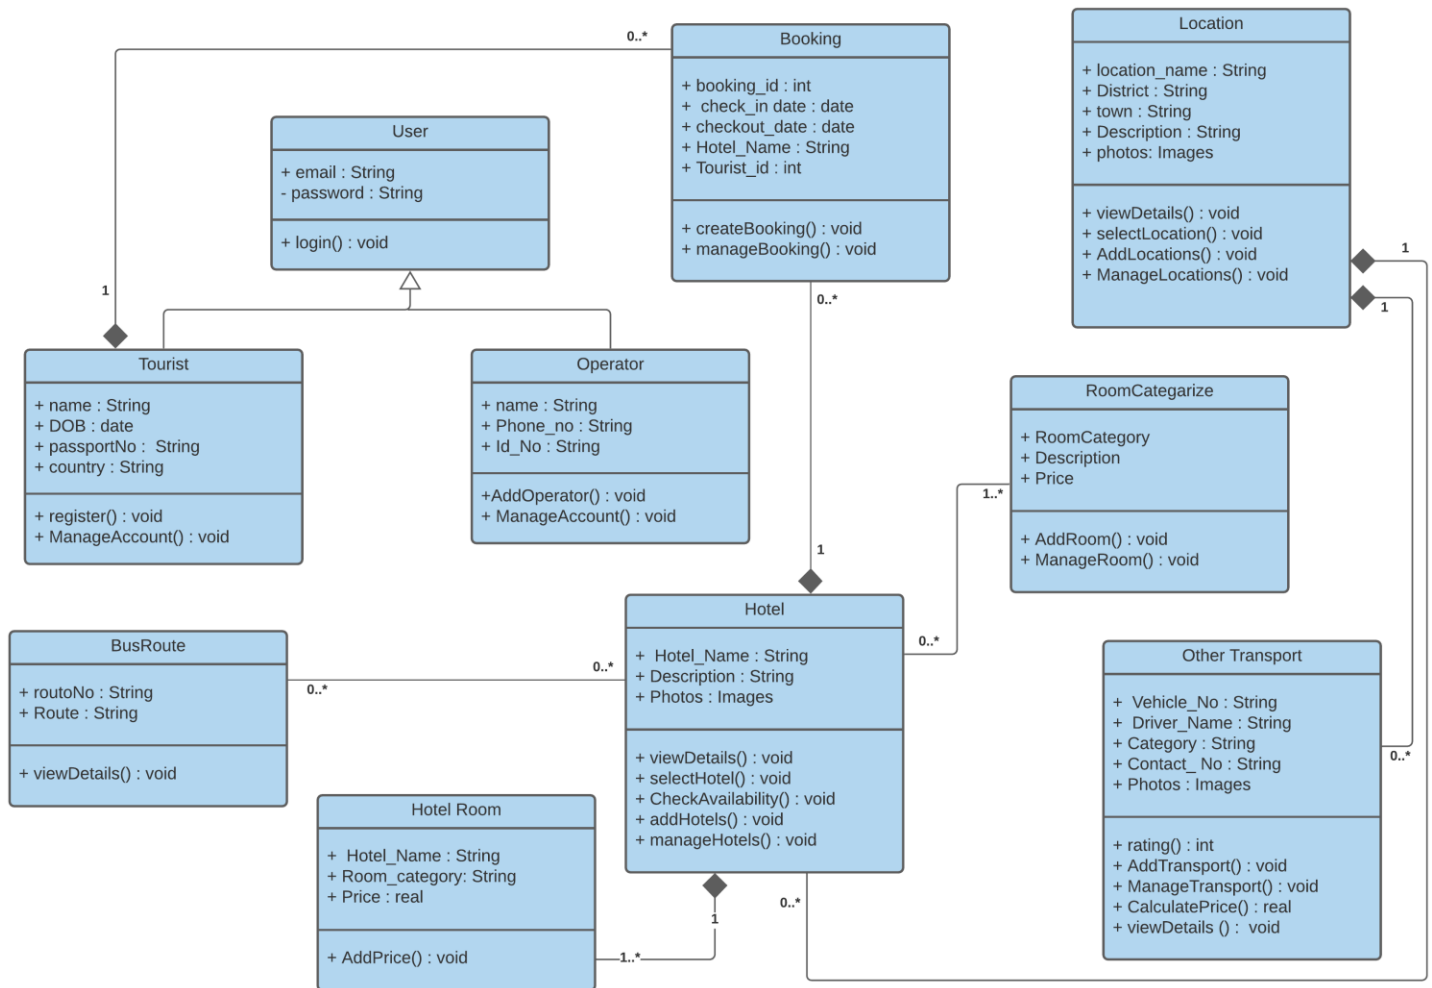 0..*
1
User
+ email : String
- password : String
+ login() : void
Booking
+ booking_id : int
+  check_in date : date
+ checkout_date : date
+ Hotel_Name : String
+ Tourist_id : int
+ createBooking() : void
+ manageBooking() : void
0..*
1
Location
+ location_name : String
+ District : String
+ town : String
+ Description : String
+ photos: Images
+ viewDetails() : void
+ selectLocation() : void
+ AddLocations() : void
+ ManageLocations() : void
1
1
Tourist
+ name : String
+ DOB : date
+ passportNo :  String
+ country : String
+ register() : void
+ ManageAccount() : void
Operator
+ name : String
+ Phone_no : String
+ Id_No : String
+AddOperator() : void
+ ManageAccount() : void
RoomCategarize
+ RoomCategory
+ Description
+ Price
+ AddRoom() : void
+ ManageRoom() : void
1..*
0..*
BusRoute
+ routoNo : String
+ Route : String
+ viewDetails() : void
0..*
0..*
Hotel
+  Hotel_Name : String
+ Description : String
+ Photos : Images
+ viewDetails() : void
+ selectHotel() : void
+ CheckAvailability() : void
+ addHotels() : void
+ manageHotels() : void
Other Transport
+  Vehicle_No : String
+  Driver_Name : String
+ Category : String
+ Contact_ No : String
+ Photos : Images
+ rating() : int
+ AddTransport() : void
+ ManageTransport() : void
+ CalculatePrice() : real
+ viewDetails () :  void
0..*
Hotel Room
+  Hotel_Name : String
+ Room_category: String
+ Price : real
+ AddPrice() : void
1
1..*
0..*